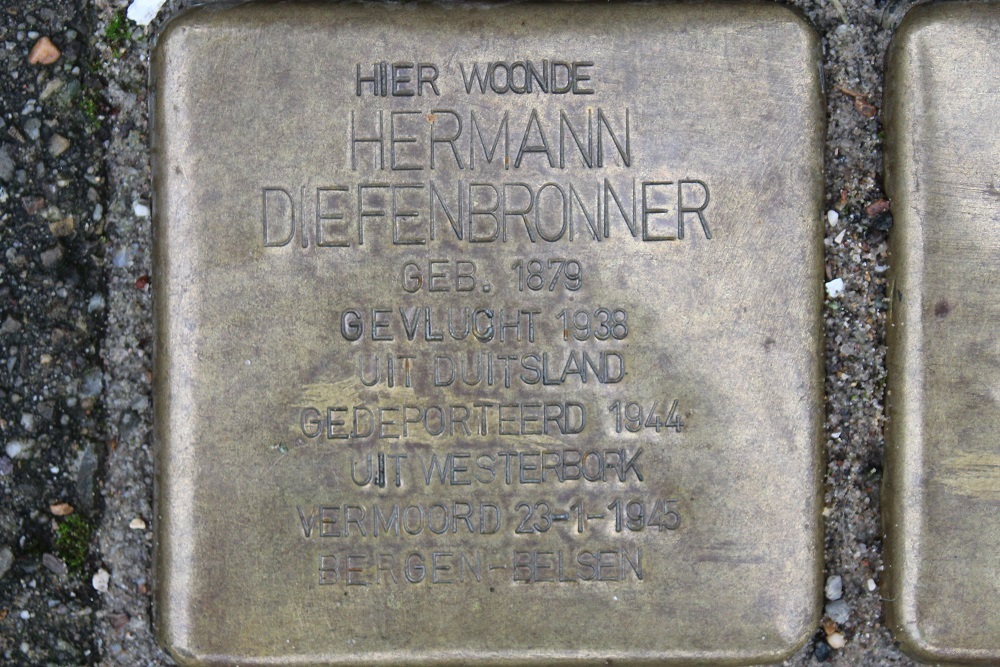 HIER WOONDE
HERMANN
DIEFENBRONNER
GEB. 1879
GEVLUCHT 1938
UIT DUITSLAND
GEDEPORTEERD 1944
UIT WESTERBORK
VERMOORD 23-1-1945
BERGEN-BELSEN